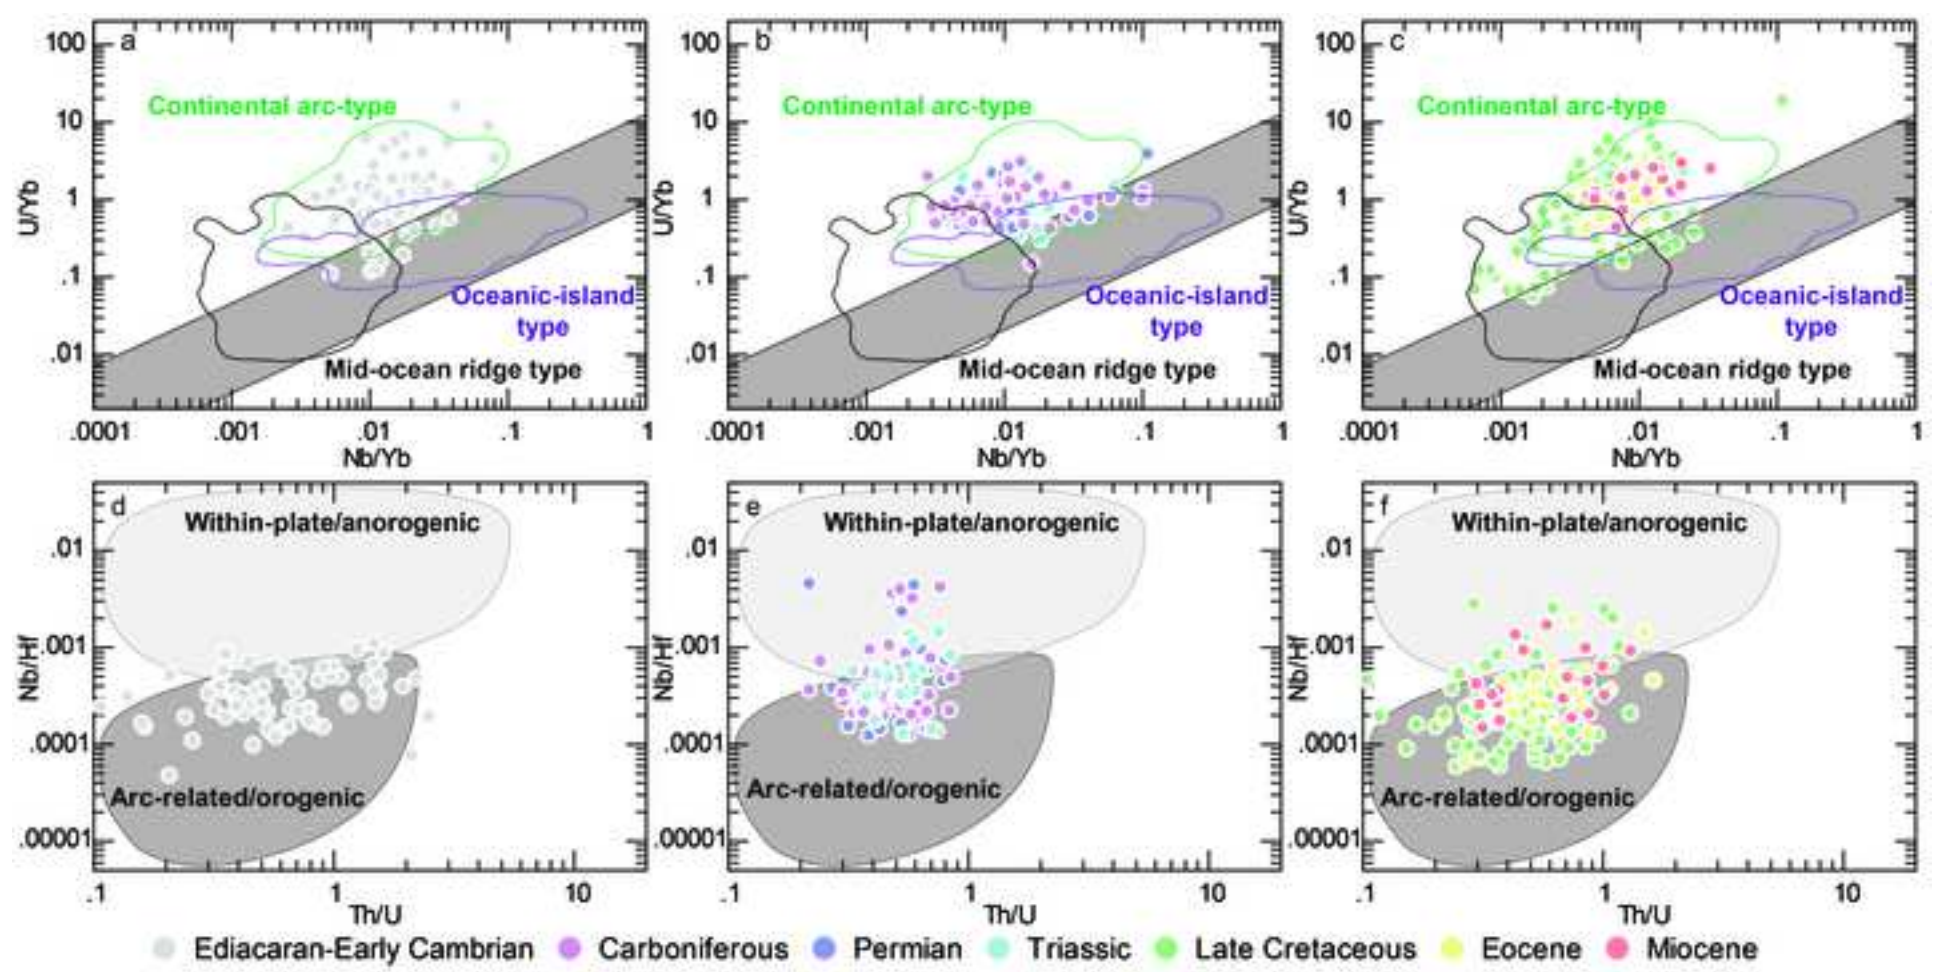 a
b
c
100
10
1
.1
.01
U/Yb
Continental arc-type
Oceanic-island
type
Mid-ocean ridge type
.0001
.001
.01
.1
1
Nb/Yb
100
10
1
.1
.01
U/Yb
Continental arc-type
Oceanic-island
type
Mid-ocean ridge type
.0001
.001
.01
.1
1
Nb/Yb
100
10
1
.1
.01
U/Yb
Continental arc-type
Oceanic-island
type
Mid-ocean ridge type
.0001
.001
.01
.1
1
Nb/Yb
d
Within-plate/anorogenic
.01
.001
.0001
.00001
Nb/Hf
Arc-related/orogenic
.1
1
10
Th/U
e
Within-plate/anorogenic
.01
.001
.0001
.00001
Nb/Hf
Arc-related/orogenic
.1
1
10
Th/U
f
Within-plate/anorogenic
.01
.001
.0001
.00001
Nb/Hf
Arc-related/orogenic
.1
1
10
Th/U
Ediacaran-Early Cambrian Carboniferous Permian Triassic Late Cretaceous Eocene Miocene